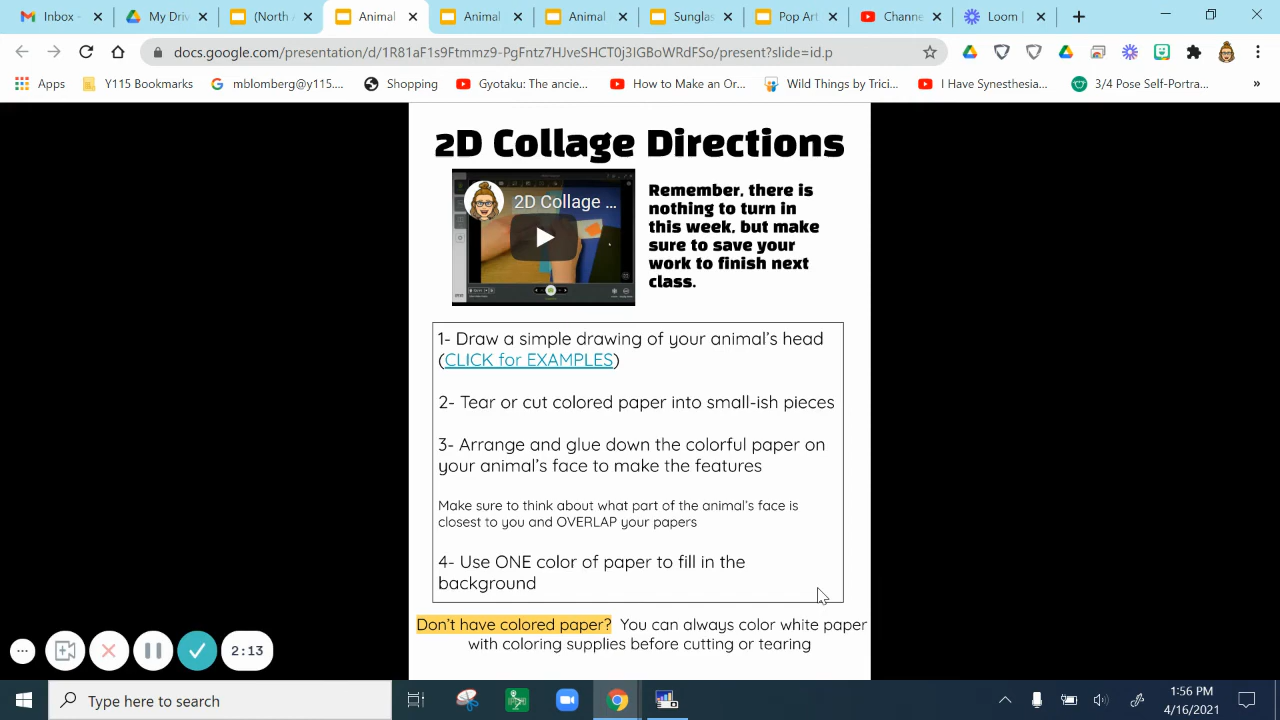 Inbox -
My Driv
(North
Animal
Animal
Animal
Sunglas
Pop Art
Channe
Loom |
docs.google.com/presentation/d/1R81aF1s9Ftmmz9-PgFntz7HJveSHCT0j3IGBoWRdFSo/present?slide=id.p
Apps
Y115 Bookmarks
mblomberg@y115....
Shopping
Gyotaku: The ancie...
How to Make an Or...
Wild Things by Trici...
I Have Synesthesia...
3/4 Pose Self-Portra...
»
2D Collage Directions
2D Collage ...
Remember, there is
nothing to turn in
this week, but make
sure to save your
work to finish next
class.
1- Draw a simple drawing of your animal's head
(CLICK for EXAMPLES)
2- Tear or cut colored paper into small-ish pieces
3- Arrange and glue down the colorful paper on
your animal's face to make the features
Make sure to think about what part of the animal's face is
closest to you and OVERLAP your papers
4- Use ONE color of paper to fill in the
background
Don't have colored paper? You can always color white paper
with coloring supplies before cutting or tearing
2:13
Type here to search
1:56 PM
4/16/2021